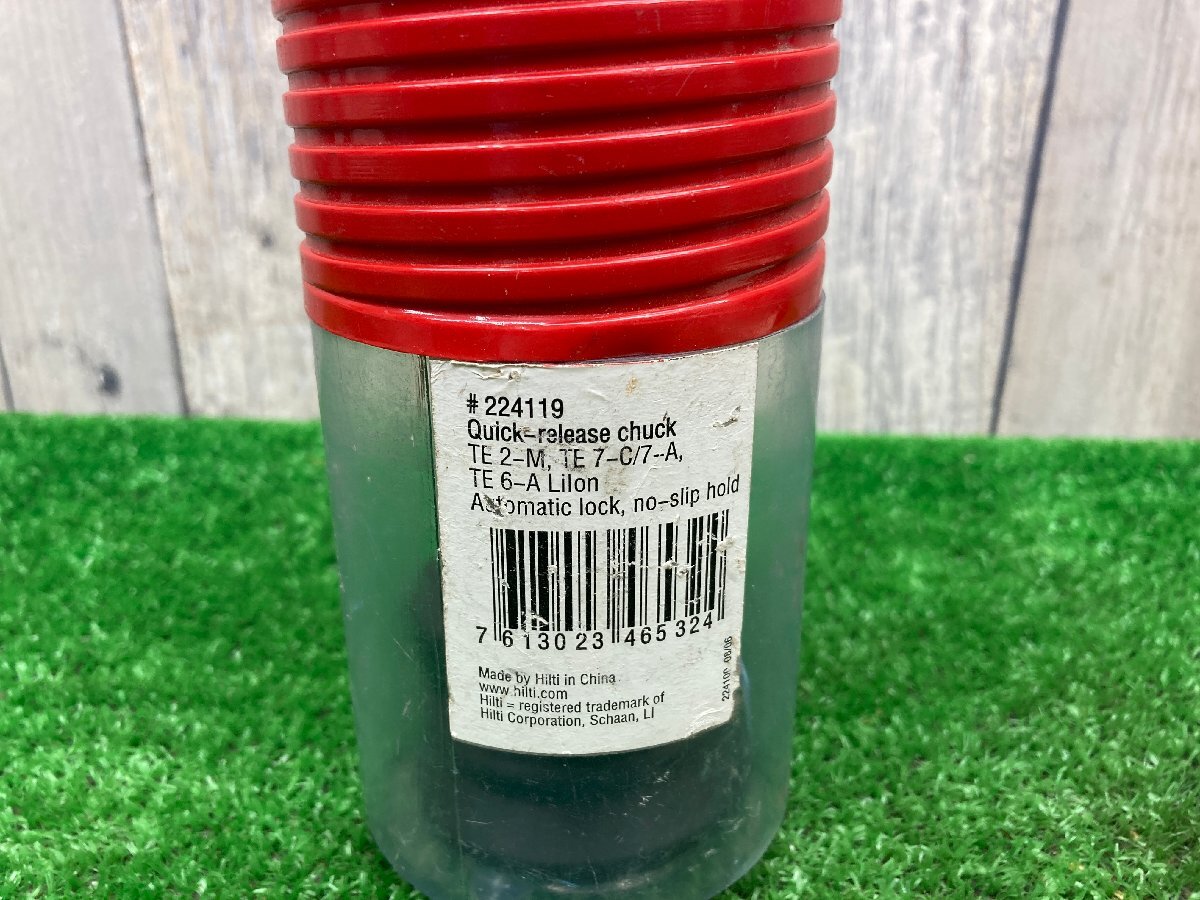 # 224119
Quick-release chuck
TE 2-M, TE 7-C/7--A,
TE 6-A LiIon
Automatic lock, no-slip hold
7 613023 465324
Made by Hilti in China
www.hilti.com
Hilti = registered trademark of
Hilti Corporation, Schaan, LI